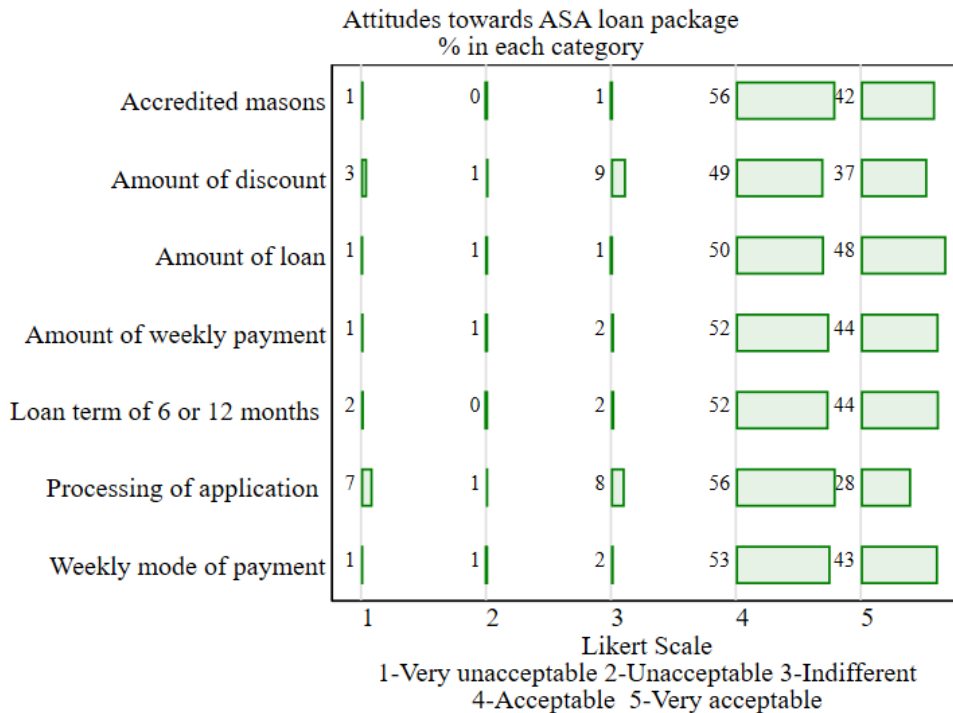 Attitudes towards ASA loan package
% in each category
Accredited masons 1 0 1 56 42
Amount of discount 3 1 9 49 37
Amount of loan 1 1 1 50 48
Amount of weekly payment 1 1 2 52 44
Loan term of 6 or 12 months 2 0 2 52 44
Processing of application 7 1 8 56 28
Weekly mode of payment 1 1 2 53 43
1 2 3 4 5
Likert Scale
1-Very unacceptable 2-Unacceptable 3-Indifferent
4-Acceptable 5-Very acceptable